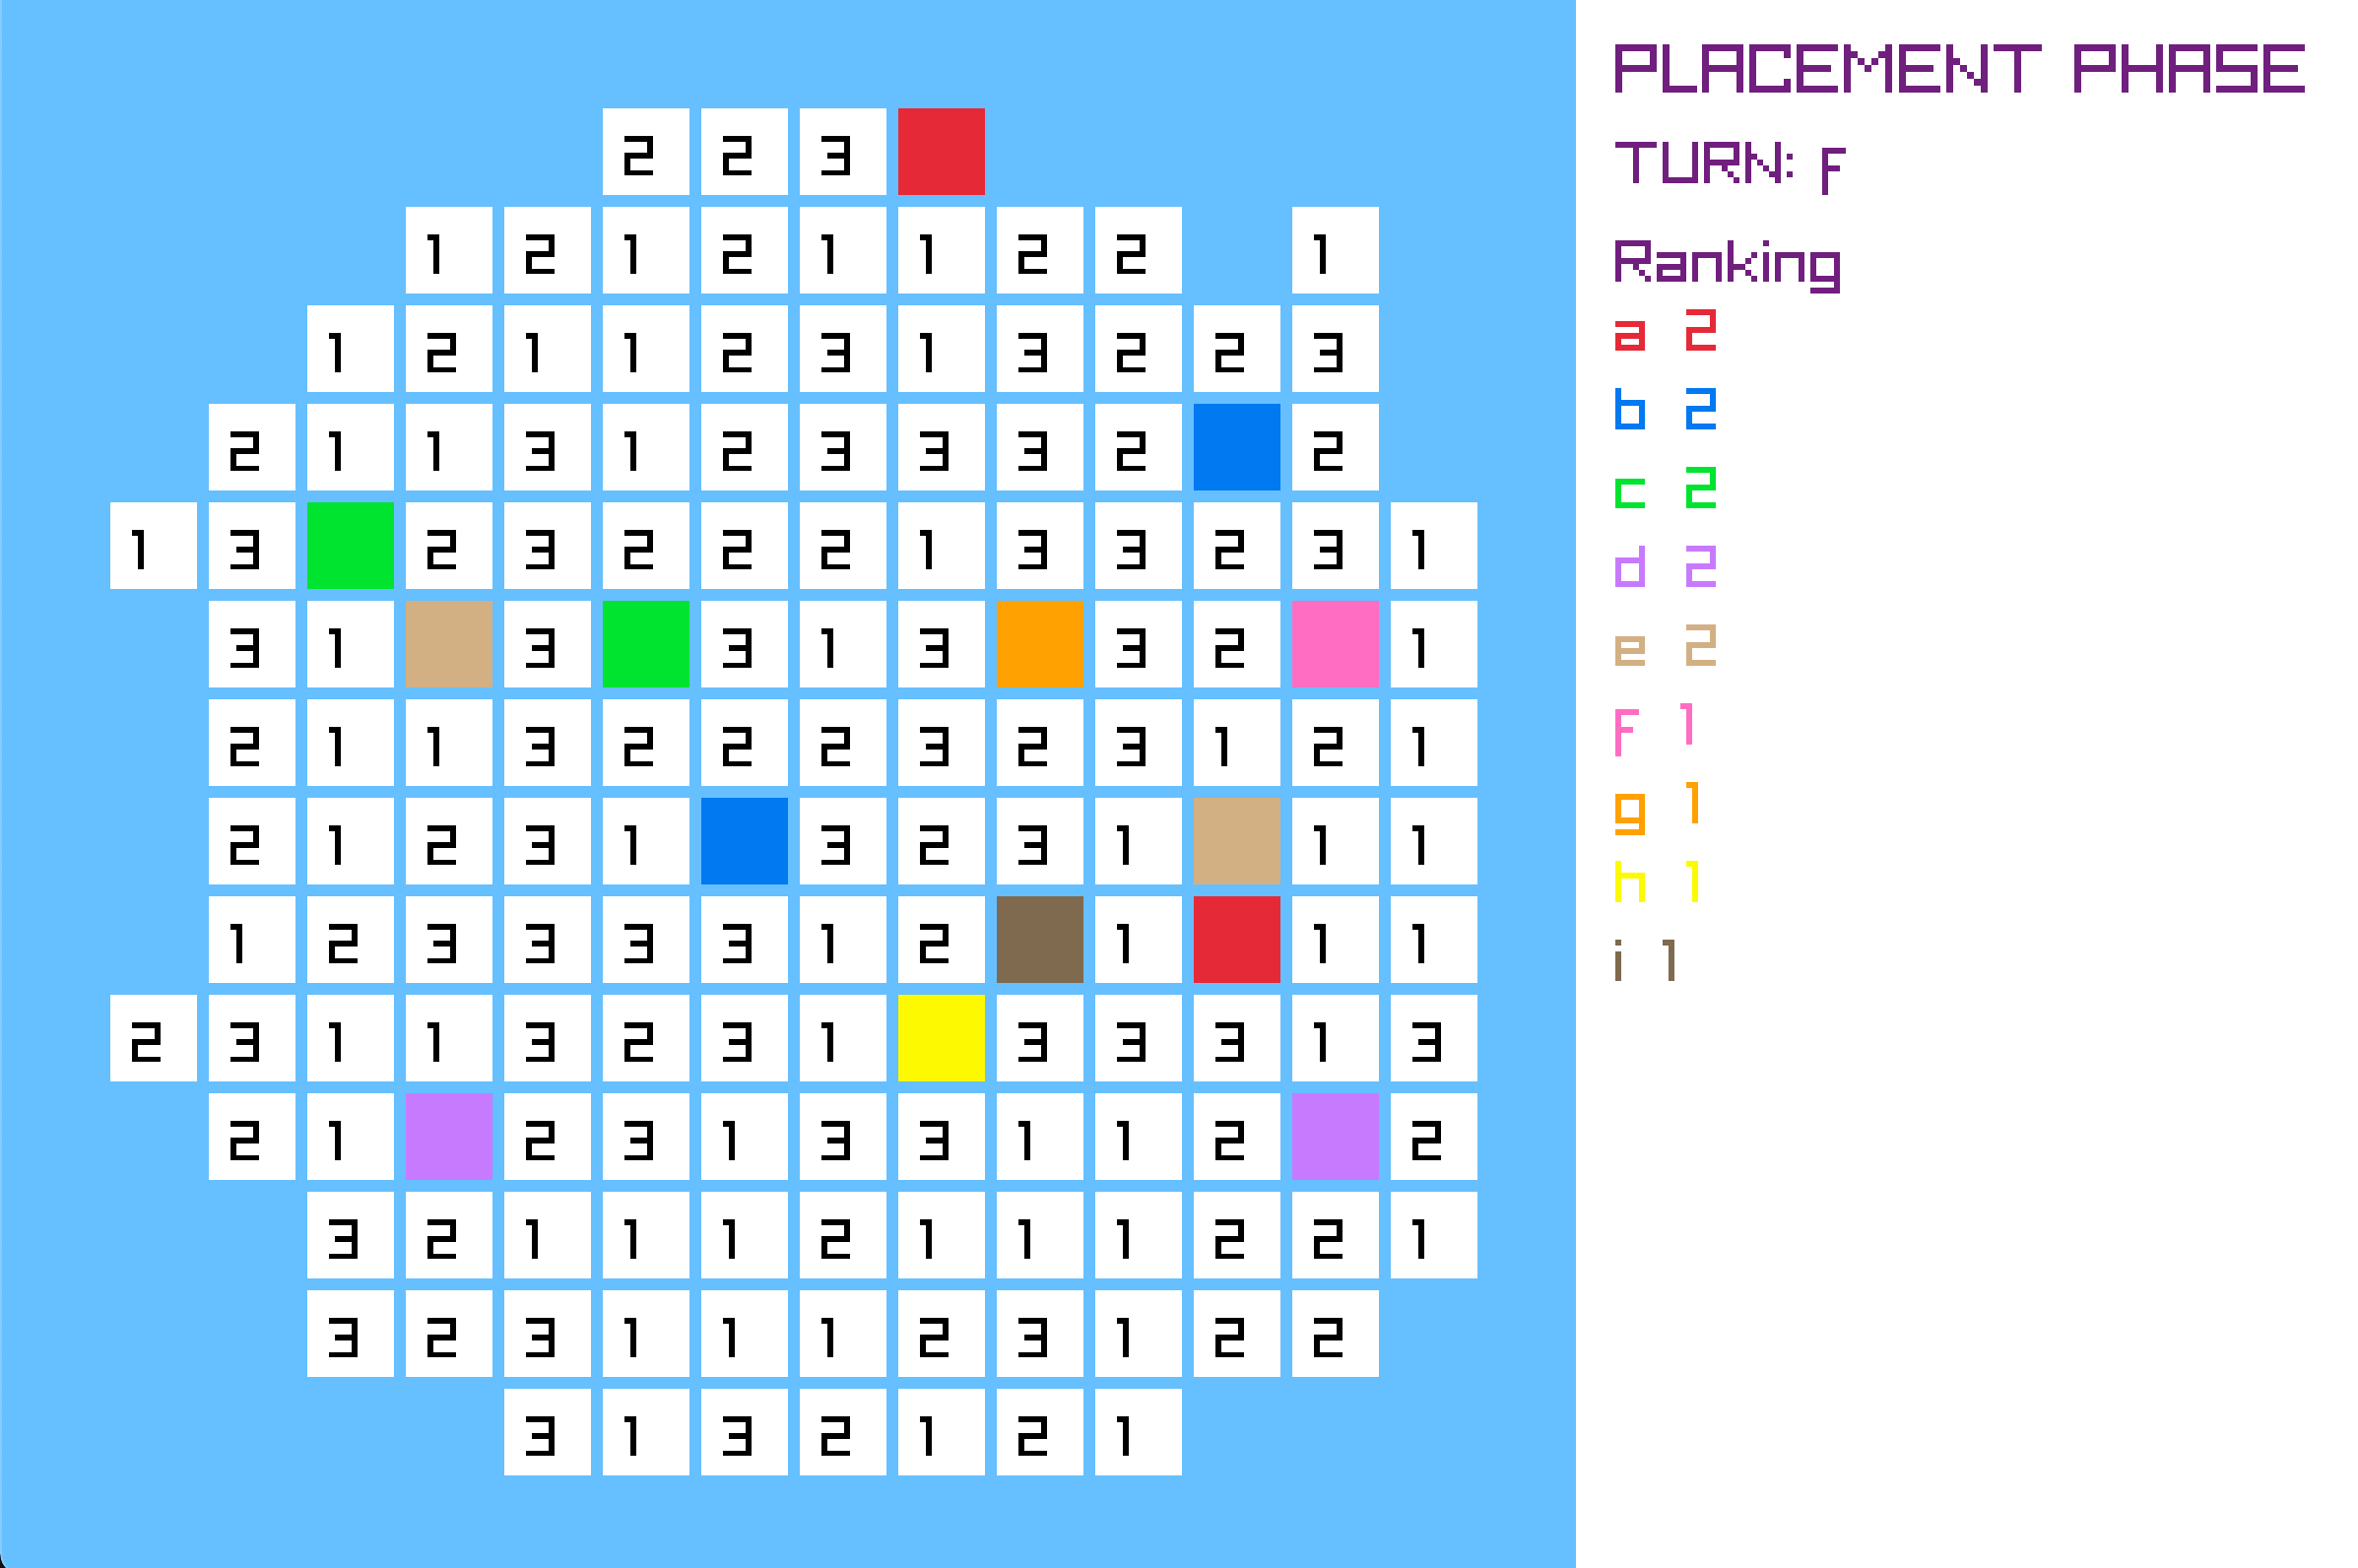 PLACEMENT PHASE
TURN: f
Ranking
a 2
b 2
c 2
d 2
e 2
f 1
g 1
h 1
i 1
2 2 3
1 2 1 2 1 1 2 2 1
1 2 1 1 2 3 1 3 2 2 3
2 1 1 3 1 2 3 3 3 2 2
1 3 2 3 2 2 2 1 3 3 2 3 1
3 1 3 3 1 3 3 2 1
2 1 1 3 2 2 2 3 2 3 1 2 1
2 1 2 3 1 3 2 3 1 1 1
1 2 3 3 3 3 1 2 1 1 1
2 3 1 1 3 2 3 1 3 3 3 1 3
2 1 2 3 1 3 3 1 1 2 2
3 2 1 1 1 2 1 1 1 2 2 1
3 2 3 1 1 1 2 3 1 2 2
3 1 3 2 1 2 1